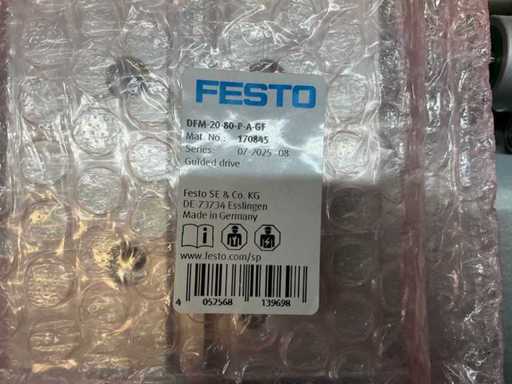 FESTO
DFM-20-80-P-A-GF
Mat. No.: 170845
Series: 07-2025 08
Guided drive
Festo SE & Co. KG
DE-73734 Esslingen
Made in Germany
www.festo.com/sp
4 052568 139698